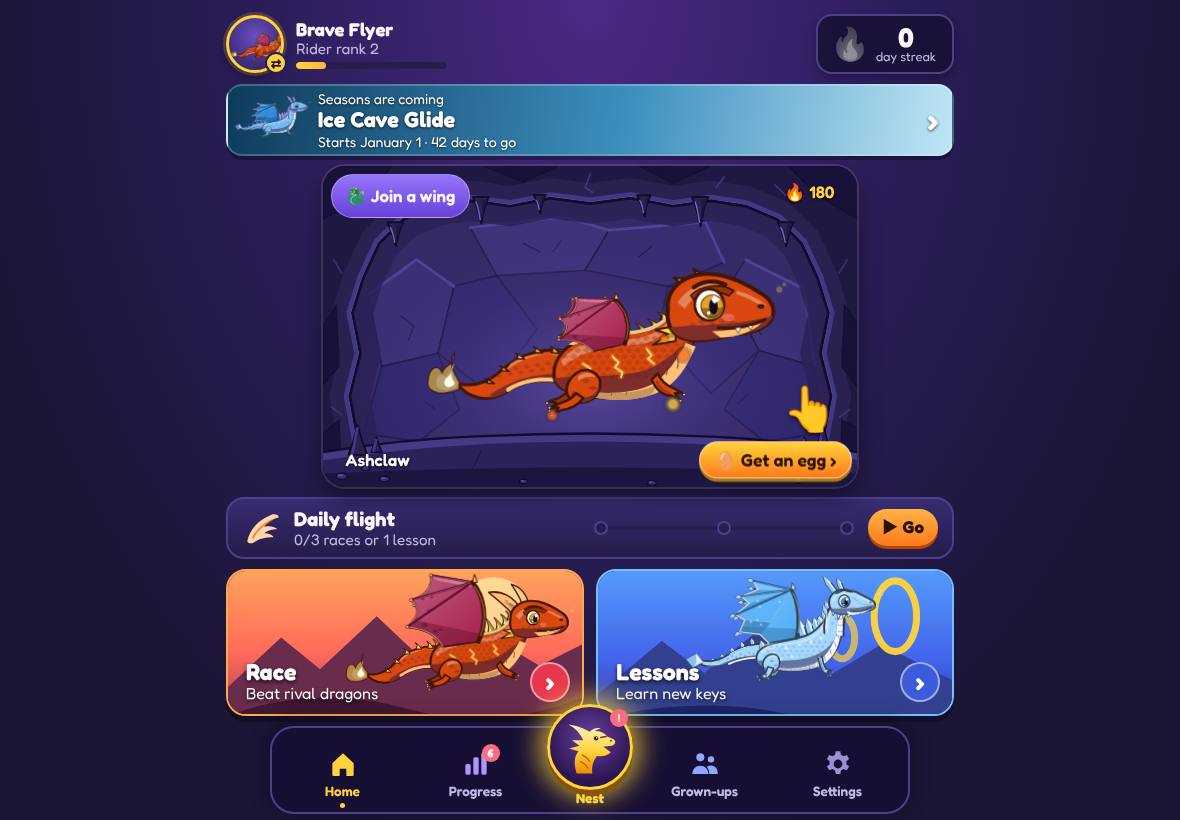 Brave Flyer
Rider rank 2
0
day streak
Seasons are coming
Ice Cave Glide
Starts January 1 · 42 days to go
Join a wing
180
Ashclaw
Get an egg ›
Daily flight
0/3 races or 1 lesson
Go
Race
Beat rival dragons
Lessons
Learn new keys
!
6
Home
Progress
Nest
Grown-ups
Settings